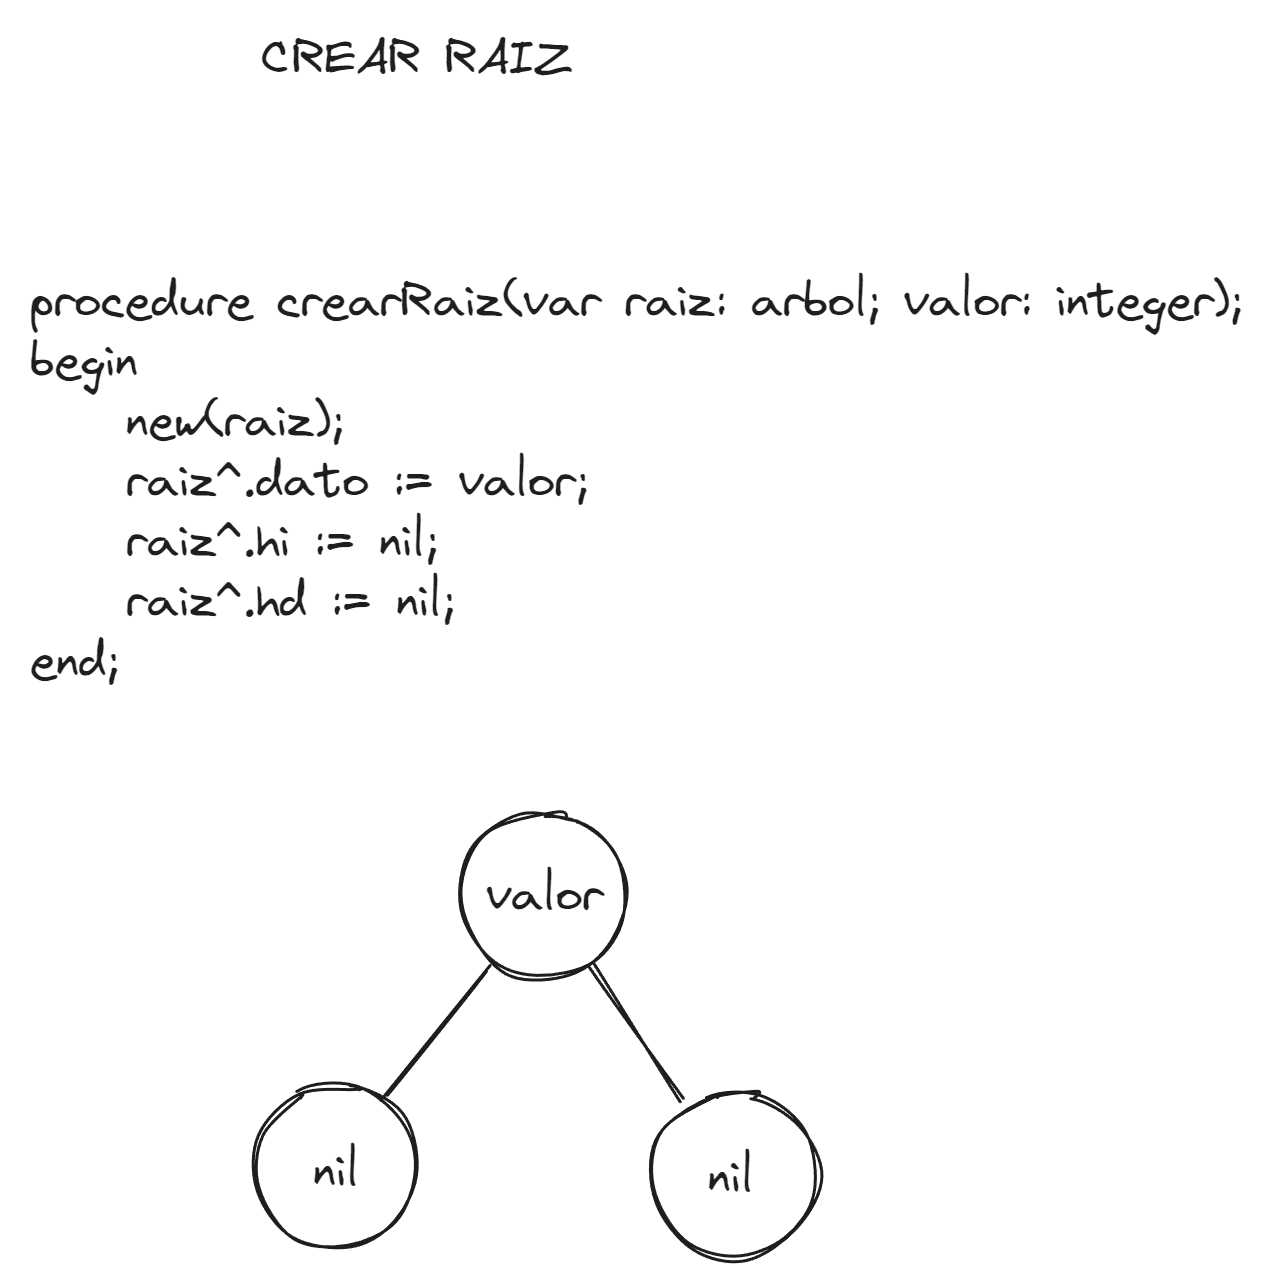 CREAR RAIZ
procedure crearRaiz(var raiz: arbol; valor: integer);
begin
new(raiz);
raiz^.dato := valor;
raiz^.hi := nil;
raiz^.hd := nil;
end;
valor
nil
nil